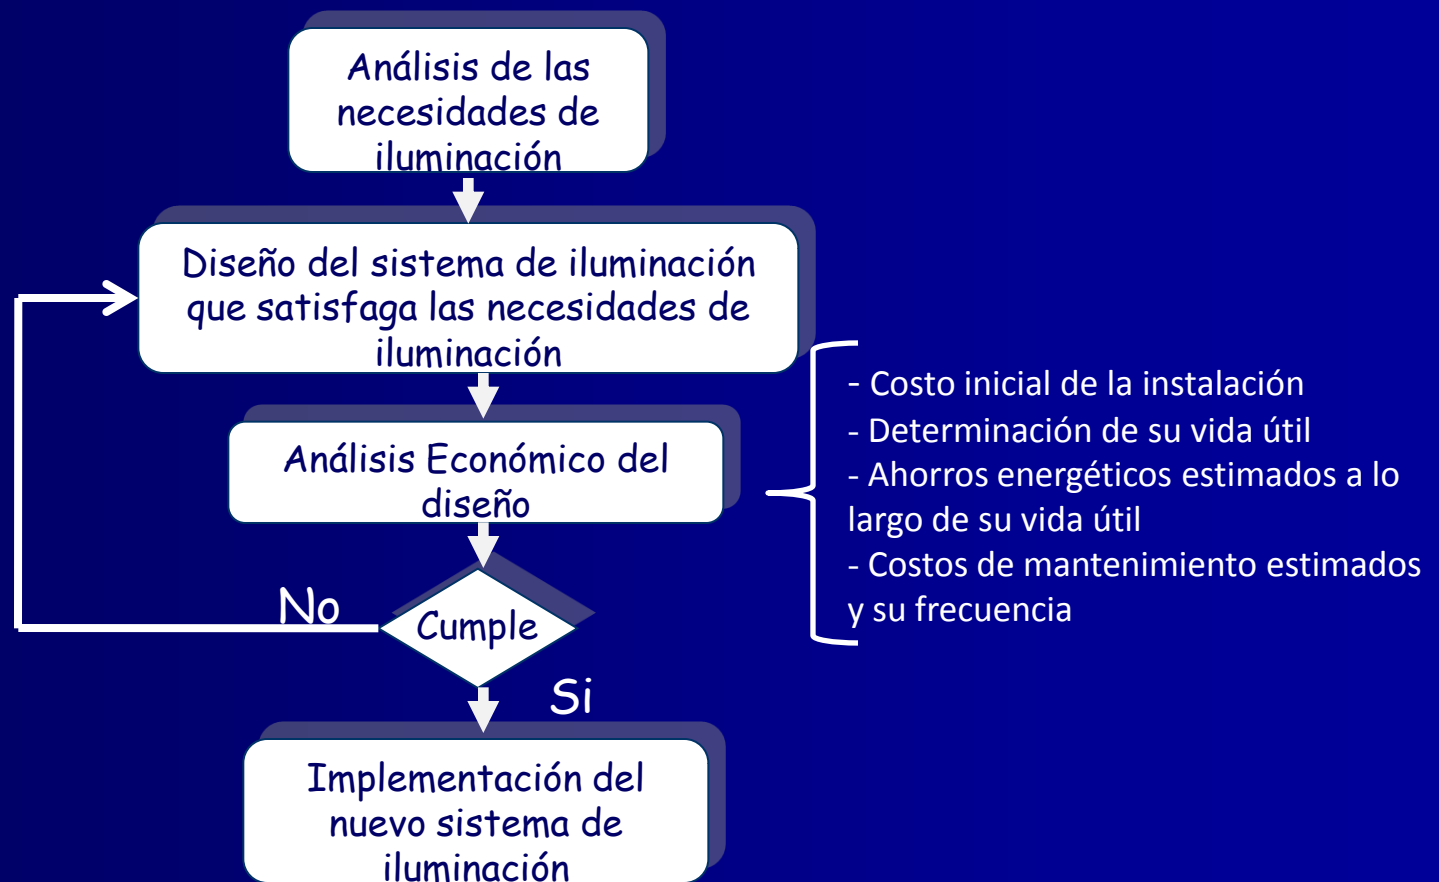 Análisis de las
necesidades de
iluminación
Diseño del sistema de iluminación
que satisfaga las necesidades de
iluminación
Análisis Económico del
diseño
- Costo inicial de la instalación
- Determinación de su vida útil
- Ahorros energéticos estimados a lo
largo de su vida útil
- Costos de mantenimiento estimados
y su frecuencia
No
Cumple
Si
Implementación del
nuevo sistema de
iluminación